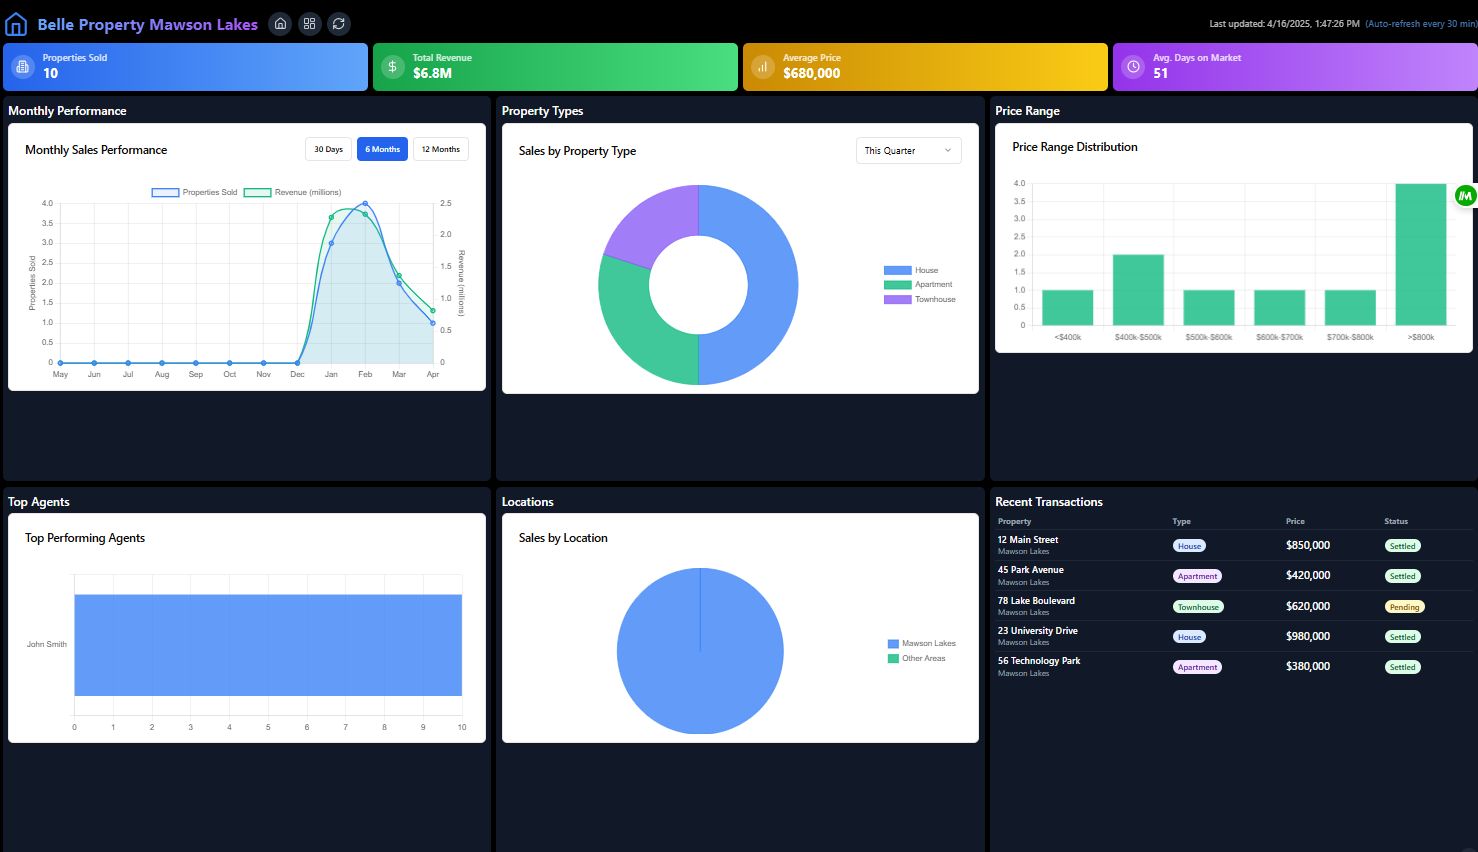 Belle Property Mawson Lakes
Last updated: 4/16/2025, 1:47:26 PM (Auto-refresh every 30 min)
Properties Sold
10
Total Revenue
$6.8M
Average Price
$680,000
Avg. Days on Market
51
Monthly Performance
Monthly Sales Performance
30 Days 6 Months 12 Months
Properties Sold Revenue (millions)
4.0
3.5
3.0
2.5
2.0
1.5
1.0
0.5
0
Properties Sold
2.5
2.0
1.5
1.0
0.5
0
Revenue (millions)
May Jun Jul Aug Sep Oct Nov Dec Jan Feb Mar Apr
Property Types
Sales by Property Type
This Quarter
House
Apartment
Townhouse
Price Range
Price Range Distribution
4.0
3.5
3.0
2.5
2.0
1.5
1.0
0.5
0
<$400k $400k-$500k $500k-$600k $600k-$700k $700k-$800k >$800k
Top Agents
Top Performing Agents
John Smith
0 1 2 3 4 5 6 7 8 9 10
Locations
Sales by Location
Mawson Lakes
Other Areas
Recent Transactions
Property Type Price Status
12 Main Street
Mawson Lakes
House $850,000 Settled
45 Park Avenue
Mawson Lakes
Apartment $420,000 Settled
78 Lake Boulevard
Mawson Lakes
Townhouse $620,000 Pending
23 University Drive
Mawson Lakes
House $980,000 Settled
56 Technology Park
Mawson Lakes
Apartment $380,000 Settled